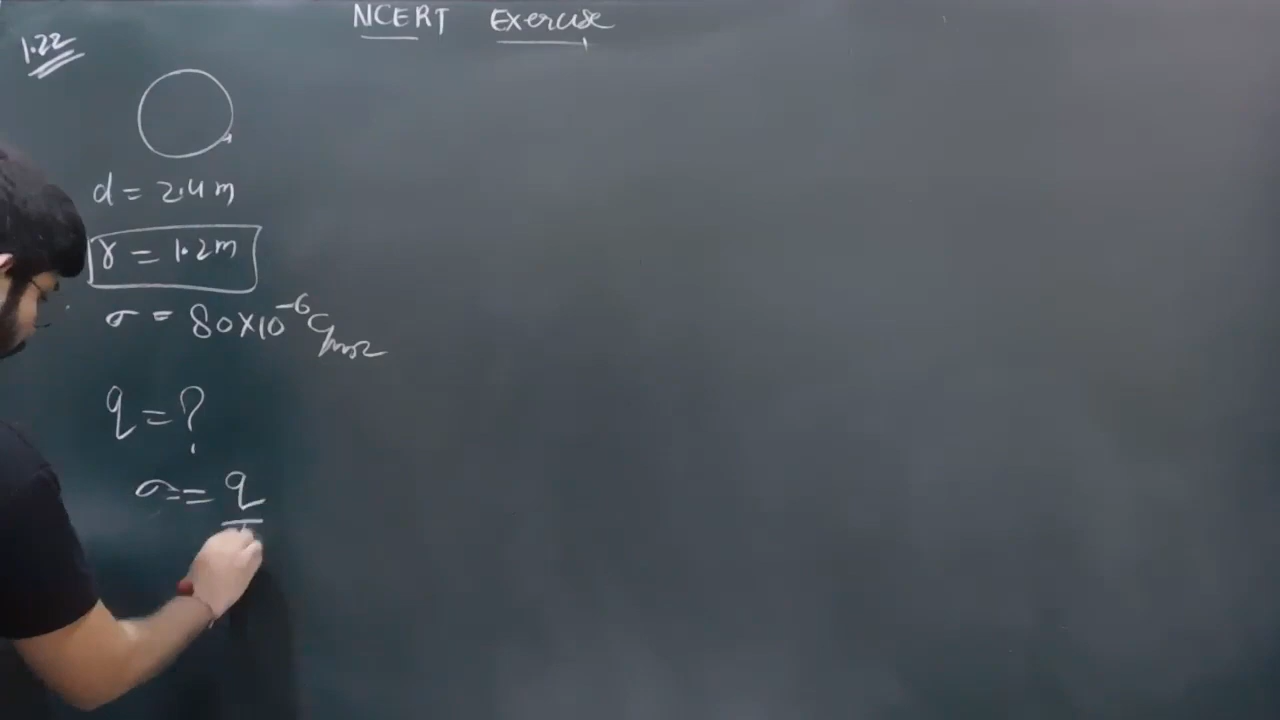 NCERT Exercise
1.22
d = 2.4 m
r = 1.2 m
σ = 80×10⁻⁶ C/m2
q = ?
σ = q